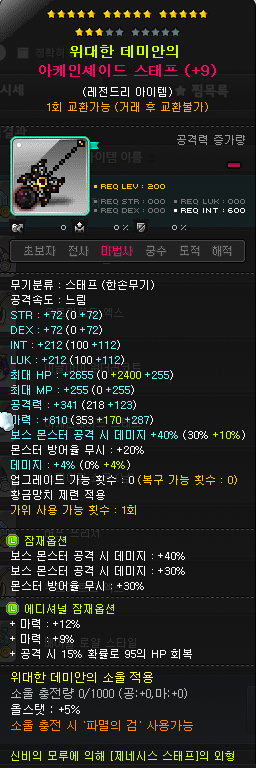 위대한 데미안의
아케인셰이드 스태프 (+9)
(레전드리 아이템)
1회 교환가능 (거래 후 교환불가)
공격력 증가량
REQ LEV : 200
REQ STR : 000 REQ LUK : 000
REQ DEX : 000 REQ INT : 600
0% 0% 0%
초보자 전사 마법사 궁수 도적 해적
무기분류 : 스태프 (한손무기)
공격속도 : 느림
STR : +72 (0 +72)
DEX : +72 (0 +72)
INT : +212 (100 +112)
LUK : +212 (100 +112)
최대 HP : +2655 (0 +2400 +255)
최대 MP : +255 (0 +255)
공격력 : +341 (218 +123)
마력 : +810 (353 +170 +287)
보스 몬스터 공격 시 데미지 +40% (30% +10%)
몬스터 방어율 무시 : +20%
데미지 : +4% (0% +4%)
업그레이드 가능 횟수 : 0 (복구 가능 횟수 : 0)
황금망치 제련 적용
가위 사용 가능 횟수 : 1회
잠재옵션
보스 몬스터 공격 시 데미지 : +40%
보스 몬스터 공격 시 데미지 : +30%
몬스터 방어율 무시 : +30%
에디셔널 잠재옵션
+ 마력 : +12%
+ 마력 : +9%
+ 공격 시 15% 확률로 95의 HP 회복
위대한 데미안의 소울 적용
소울 충전량 0/1000 (공:+0,마:+0)
올스탯 : +5%
소울 충전 시 '파멸의 검' 사용가능
신비의 모루에 의해 [제네시스 스태프]의 외형